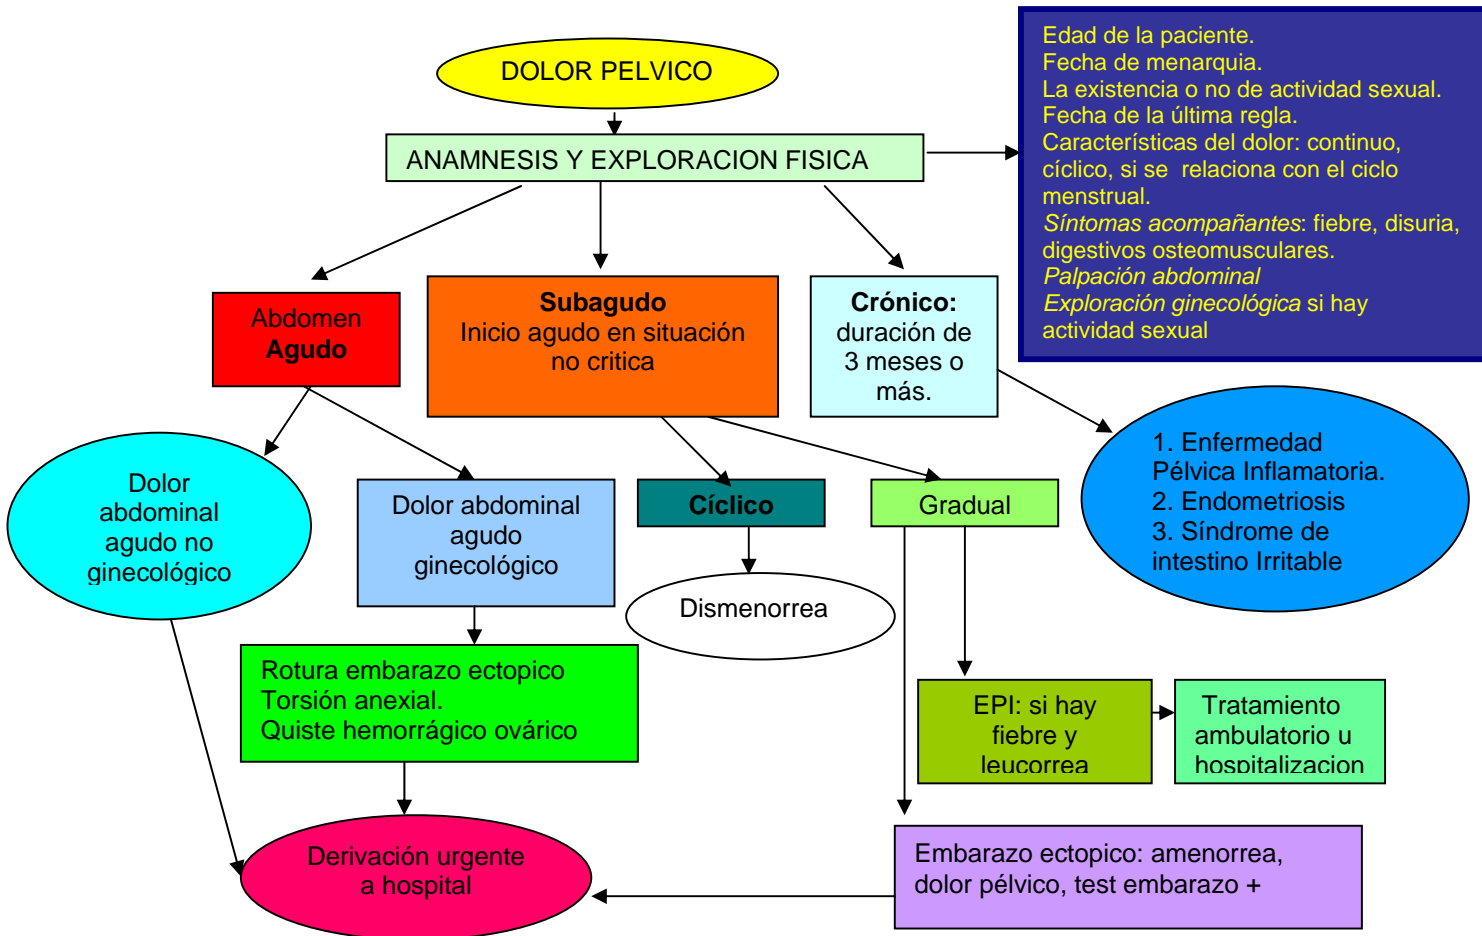 DOLOR PELVICO
ANAMNESIS Y EXPLORACION FISICA
Edad de la paciente.
Fecha de menarquia.
La existencia o no de actividad sexual.
Fecha de la última regla.
Características del dolor: continuo,
cíclico, si se relaciona con el ciclo
menstrual.
Síntomas acompañantes: fiebre, disuria,
digestivos osteomusculares.
Palpación abdominal
Exploración ginecológica si hay
actividad sexual
Abdomen
Agudo
Subagudo
Inicio agudo en situación
no critica
Crónico:
duración de
3 meses o
más.
Dolor
abdominal
agudo no
ginecológico
Dolor abdominal
agudo
ginecológico
Cíclico
Gradual
1. Enfermedad
Pélvica Inflamatoria.
2. Endometriosis
3. Síndrome de
intestino Irritable
Dismenorrea
Rotura embarazo ectopico
Torsión anexial.
Quiste hemorrágico ovárico
EPI: si hay
fiebre y
leucorrea
Tratamiento
ambulatorio u
hospitalizacion
Derivación urgente
a hospital
Embarazo ectopico: amenorrea,
dolor pélvico, test embarazo +